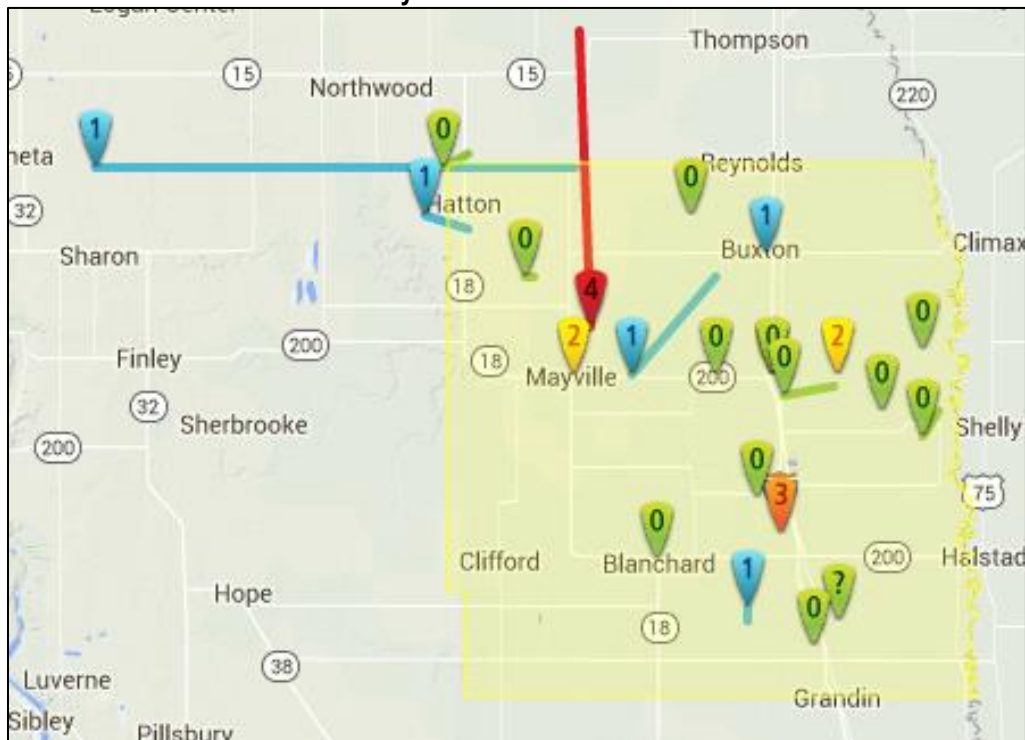 Thompson
15
15
Northwood
220
1
0
Reynolds
1
0
32
Hatton
1
Buxton
Climax
Sharon
0
18
4
0
200
2
1
0
0
2
Finley
18
0
Mayville
200
0
32
0
Sherbrooke
Shelly
200
0
3
75
0
Clifford
Blanchard
200
Halstad
1
?
Hope
0
18
38
Luverne
Grandin
Sibley
Pillsbury